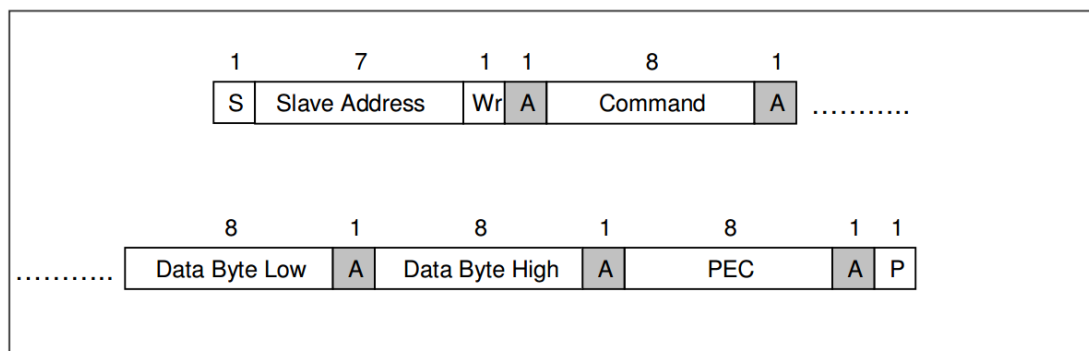 1 7 1 1 8 1
S Slave Address Wr A Command A ...........
8 1 8 1 8 1 1
........... Data Byte Low A Data Byte High A PEC A P